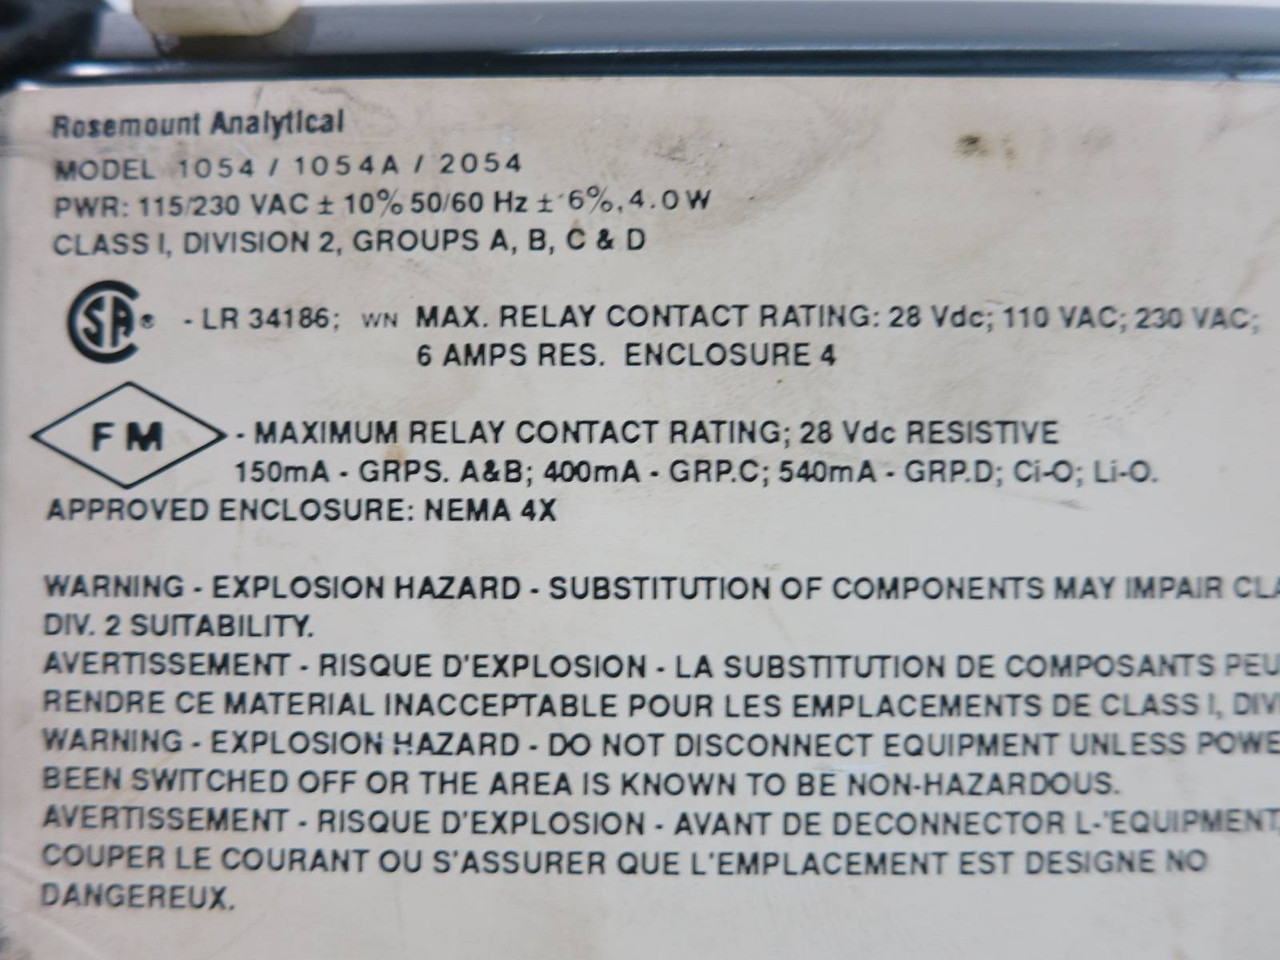 Rosemount Analytical
MODEL 1054 / 1054A / 2054
PWR: 115/230 VAC ± 10% 50/60 Hz ± 6%, 4.0W
CLASS I, DIVISION 2, GROUPS A, B, C & D
SA® - LR 34186; WN MAX. RELAY CONTACT RATING: 28 Vdc; 110 VAC; 230 VAC;
6 AMPS RES. ENCLOSURE 4
FM - MAXIMUM RELAY CONTACT RATING; 28 Vdc RESISTIVE
150mA - GRPS. A&B; 400mA - GRP.C; 540mA - GRP.D; Ci-O; Li-O.
APPROVED ENCLOSURE: NEMA 4X
WARNING - EXPLOSION HAZARD - SUBSTITUTION OF COMPONENTS MAY IMPAIR CLA
DIV. 2 SUITABILITY.
AVERTISSEMENT - RISQUE D'EXPLOSION - LA SUBSTITUTION DE COMPOSANTS PEU
RENDRE CE MATERIAL INACCEPTABLE POUR LES EMPLACEMENTS DE CLASS I, DIV
WARNING - EXPLOSION HAZARD - DO NOT DISCONNECT EQUIPMENT UNLESS POWE
BEEN SWITCHED OFF OR THE AREA IS KNOWN TO BE NON-HAZARDOUS.
AVERTISSEMENT - RISQUE D'EXPLOSION - AVANT DE DECONNECTOR L-'EQUIPMENT
COUPER LE COURANT OU S'ASSURER QUE L'EMPLACEMENT EST DESIGNE NO
DANGEREUX.